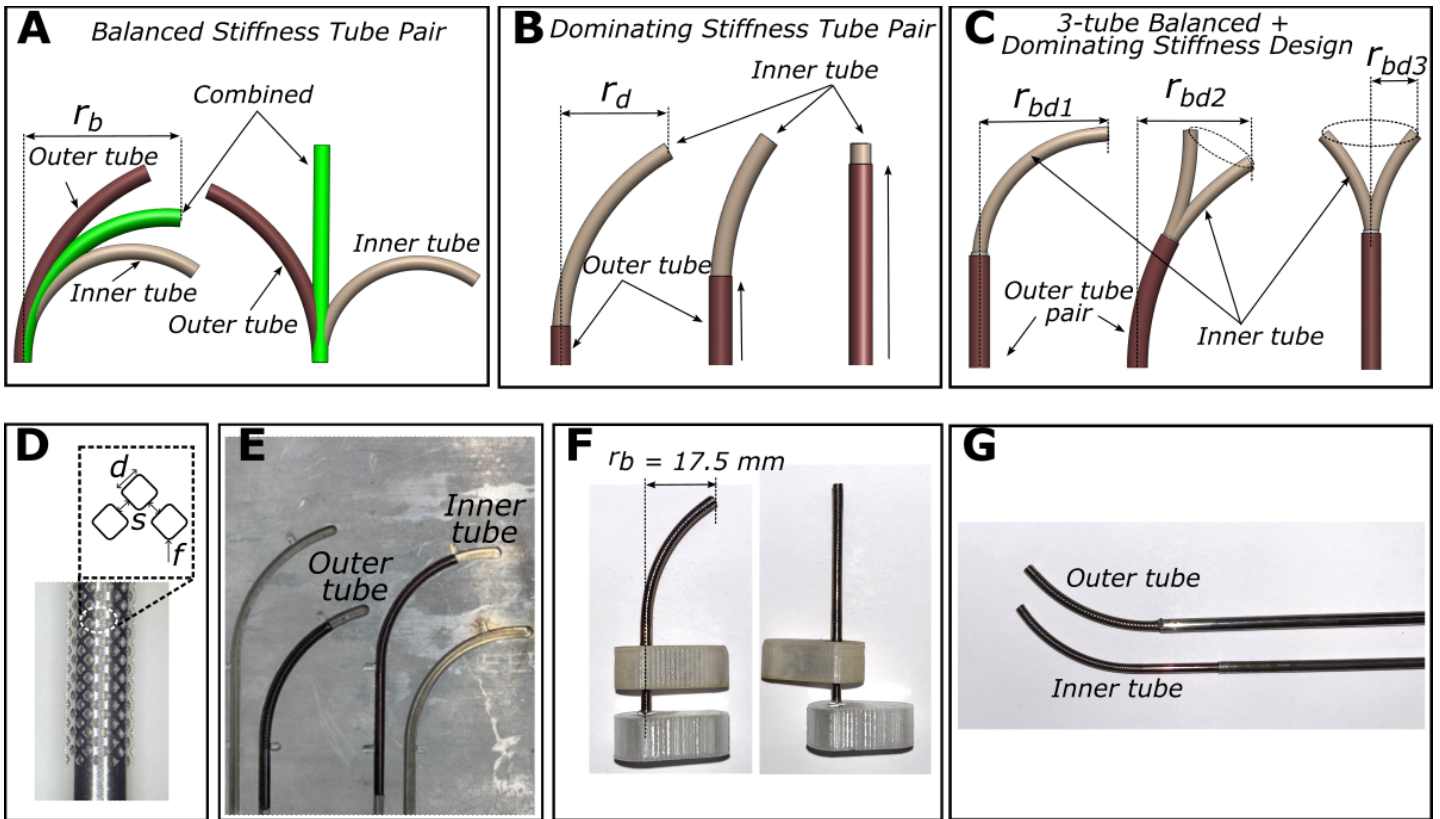 A
Balanced Stiffness Tube Pair
Combined
r_b
Outer tube
Inner tube
Outer tube
Inner tube
B
Dominating Stiffness Tube Pair
Inner tube
r_d
Outer tube
C
3-tube Balanced +
Dominating Stiffness Design
r_bd1
r_bd2
r_bd3
Outer tube
pair
Inner tube
D
d
s
f
E
Inner
tube
Outer
tube
F
r_b = 17.5 mm
G
Outer tube
Inner tube